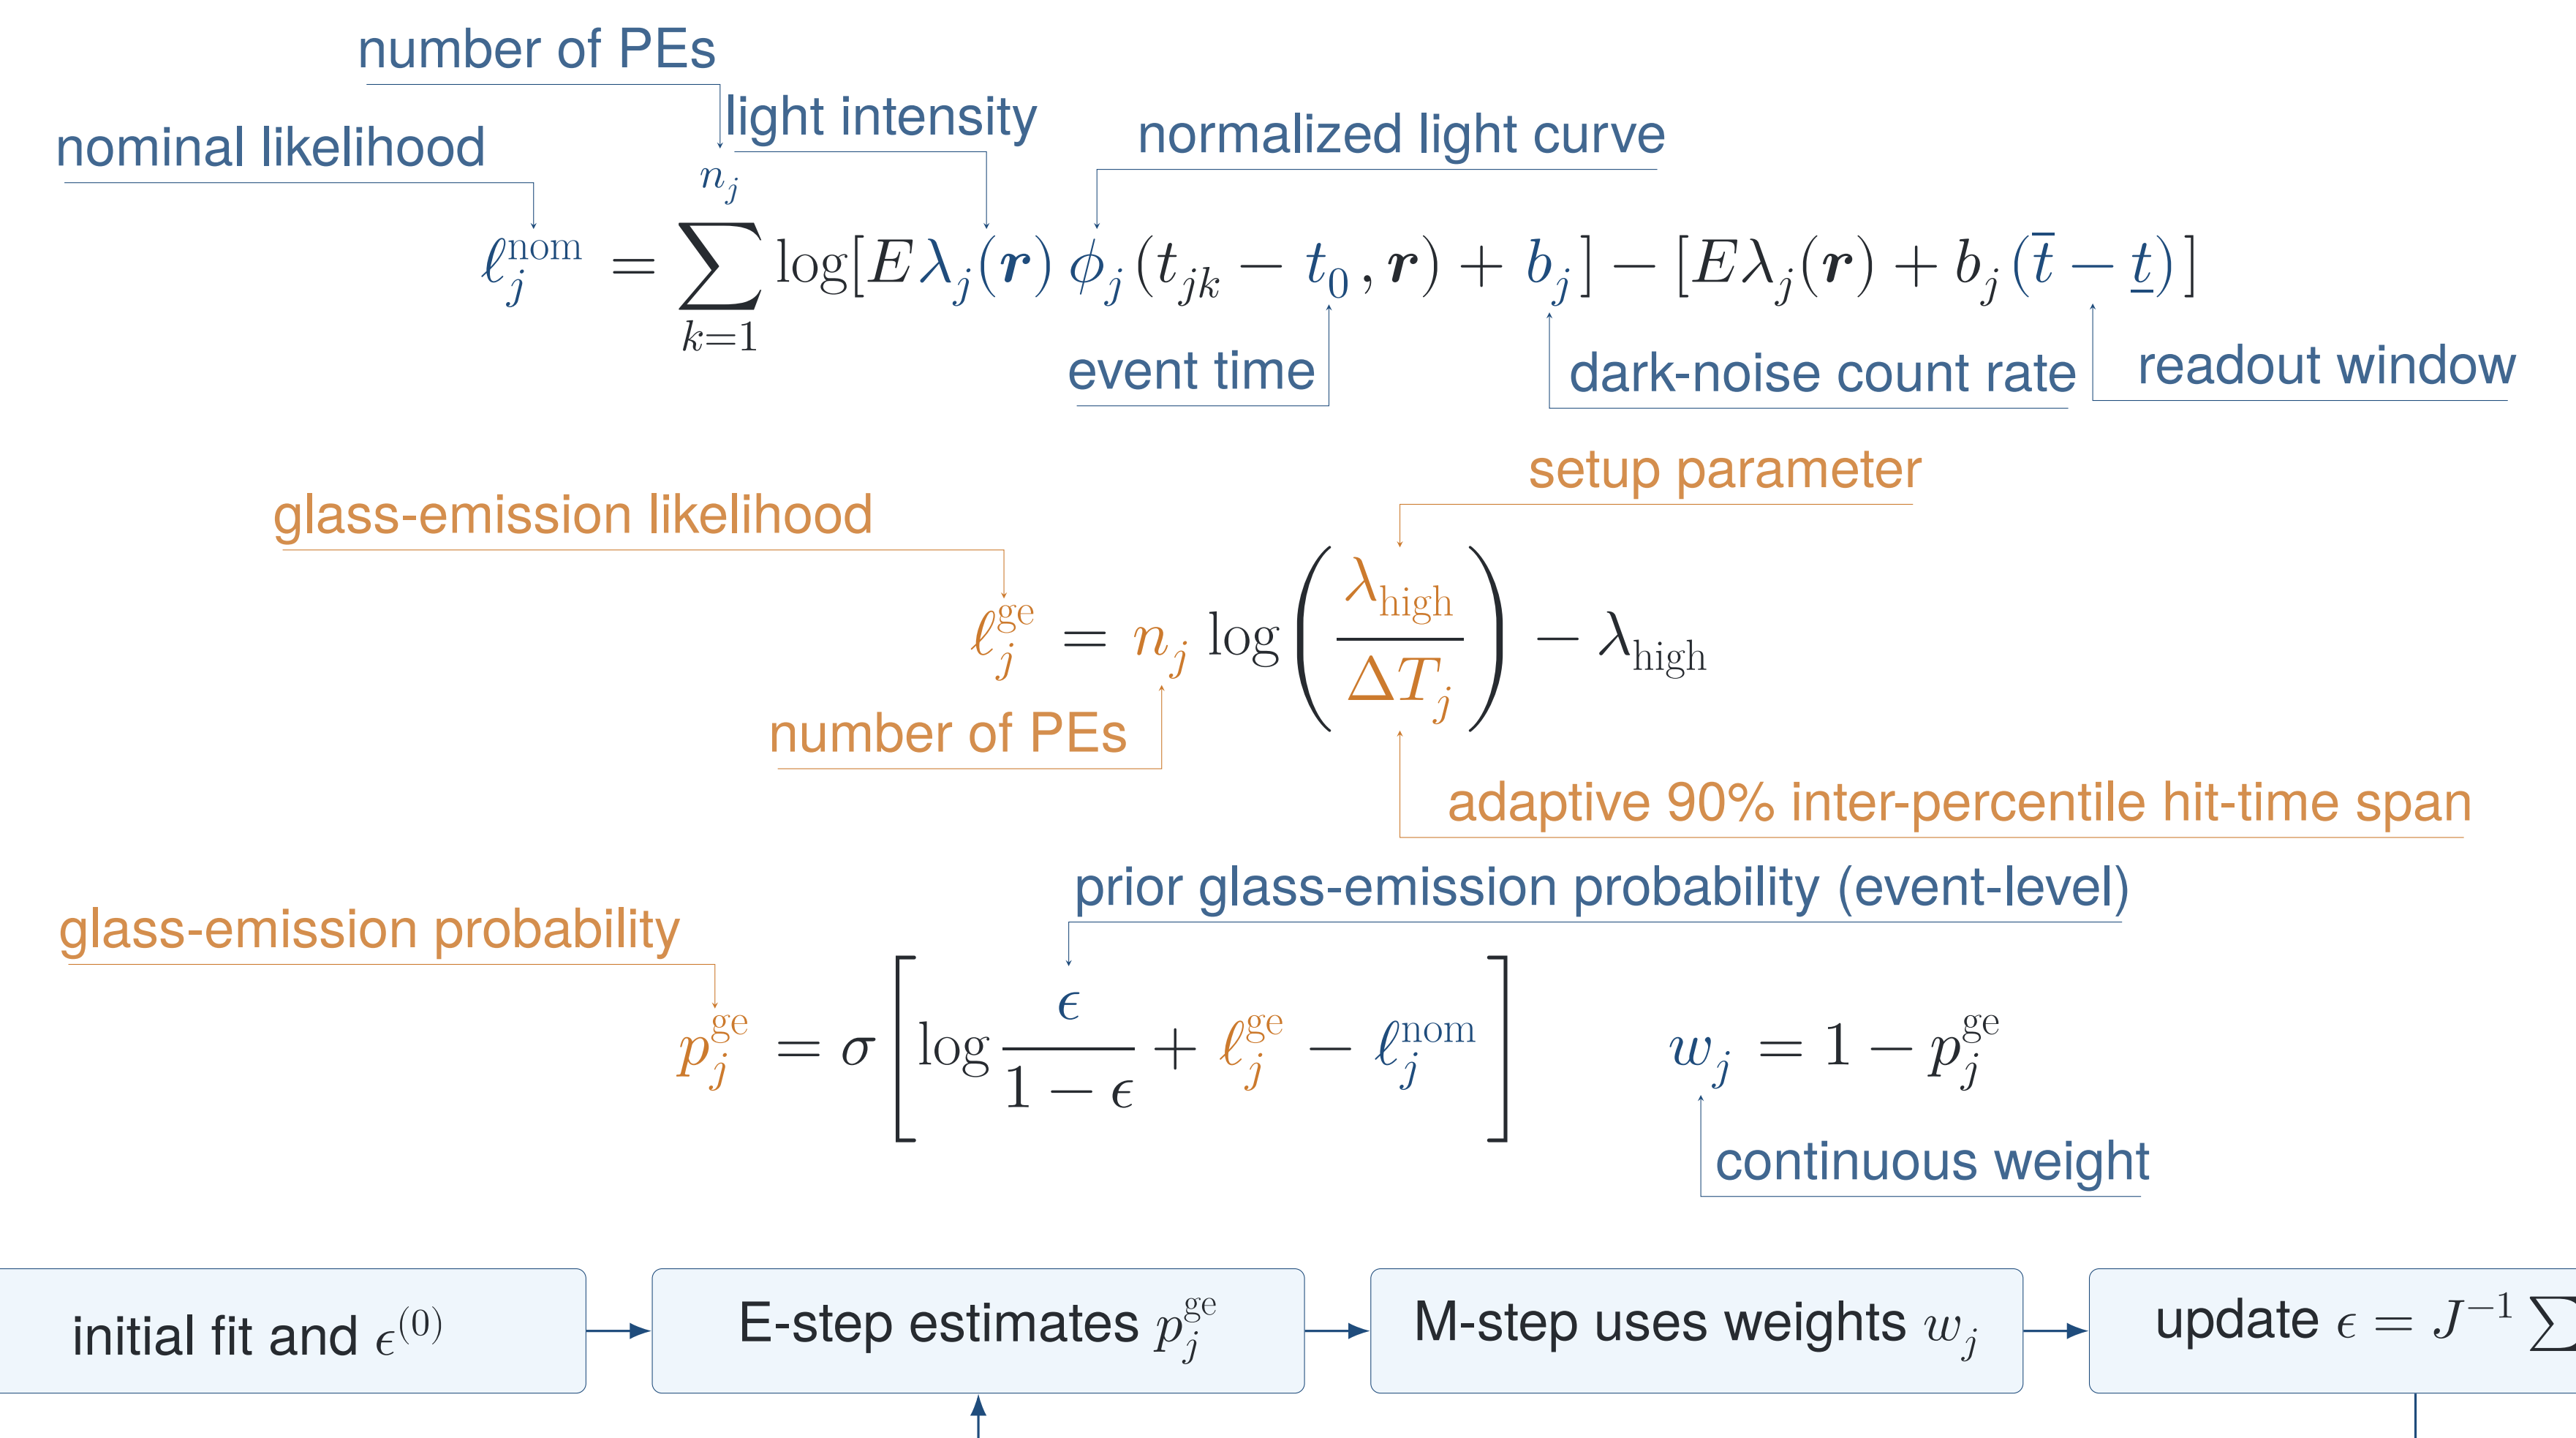 number of PEs
light intensity
normalized light curve
nominal likelihood
ℓ_j^nom = ∑_{k=1}^{n_j} log[Eλ_j(r) ϕ_j(t_jk − t_0, r) + b_j] − [Eλ_j(r) + b_j(t̅ − t̲)]
event time
dark-noise count rate
readout window
setup parameter
glass-emission likelihood
ℓ_j^ge = n_j log(λ_high / ΔT_j) − λ_high
number of PEs
adaptive 90% inter-percentile hit-time span
prior glass-emission probability (event-level)
glass-emission probability
p_j^ge = σ[log ϵ/(1 − ϵ) + ℓ_j^ge − ℓ_j^nom]
w_j = 1 − p_j^ge
continuous weight
initial fit and ϵ^(0)
E-step estimates p_j^ge
M-step uses weights w_j
update ϵ = J^−1 ∑